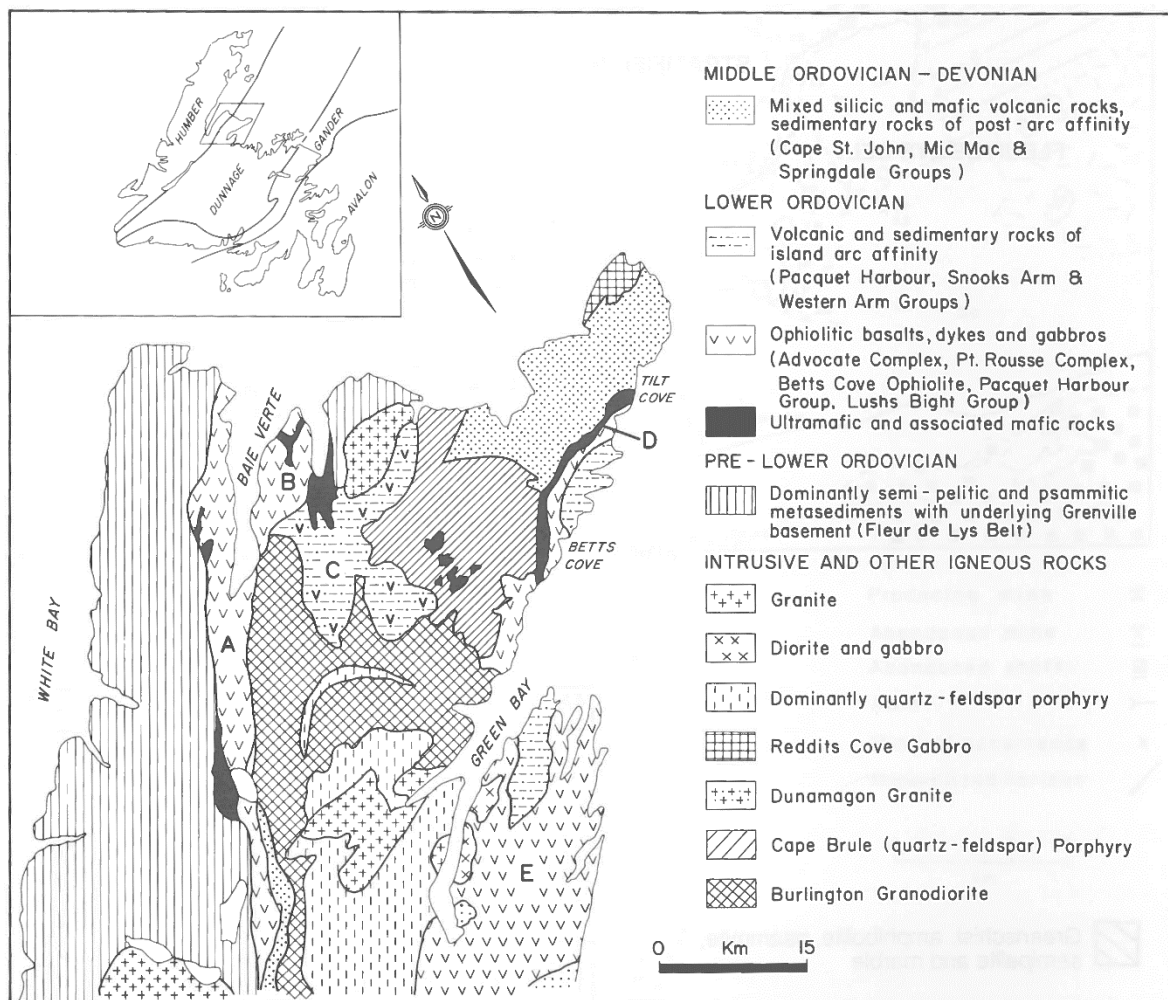 HUMBER
DUNNAGE
GANDER
AVALON
N
WHITE BAY
BAIE VERTE
TILT
COVE
BETTS
COVE
GREEN BAY
A
B
C
D
E
MIDDLE ORDOVICIAN - DEVONIAN
Mixed silicic and mafic volcanic rocks,
sedimentary rocks of post-arc affinity
(Cape St. John, Mic Mac &
Springdale Groups)
LOWER ORDOVICIAN
Volcanic and sedimentary rocks of
island arc affinity
(Pacquet Harbour, Snooks Arm &
Western Arm Groups)
Ophiolitic basalts, dykes and gabbros
(Advocate Complex, Pt. Rousse Complex,
Betts Cove Ophiolite, Pacquet Harbour
Group, Lushs Bight Group)
Ultramafic and associated mafic rocks
PRE-LOWER ORDOVICIAN
Dominantly semi-pelitic and psammitic
metasediments with underlying Grenville
basement (Fleur de Lys Belt)
INTRUSIVE AND OTHER IGNEOUS ROCKS
Granite
Diorite and gabbro
Dominantly quartz-feldspar porphyry
Reddits Cove Gabbro
Dunamagon Granite
Cape Brule (quartz-feldspar) Porphyry
Burlington Granodiorite
0 Km 15